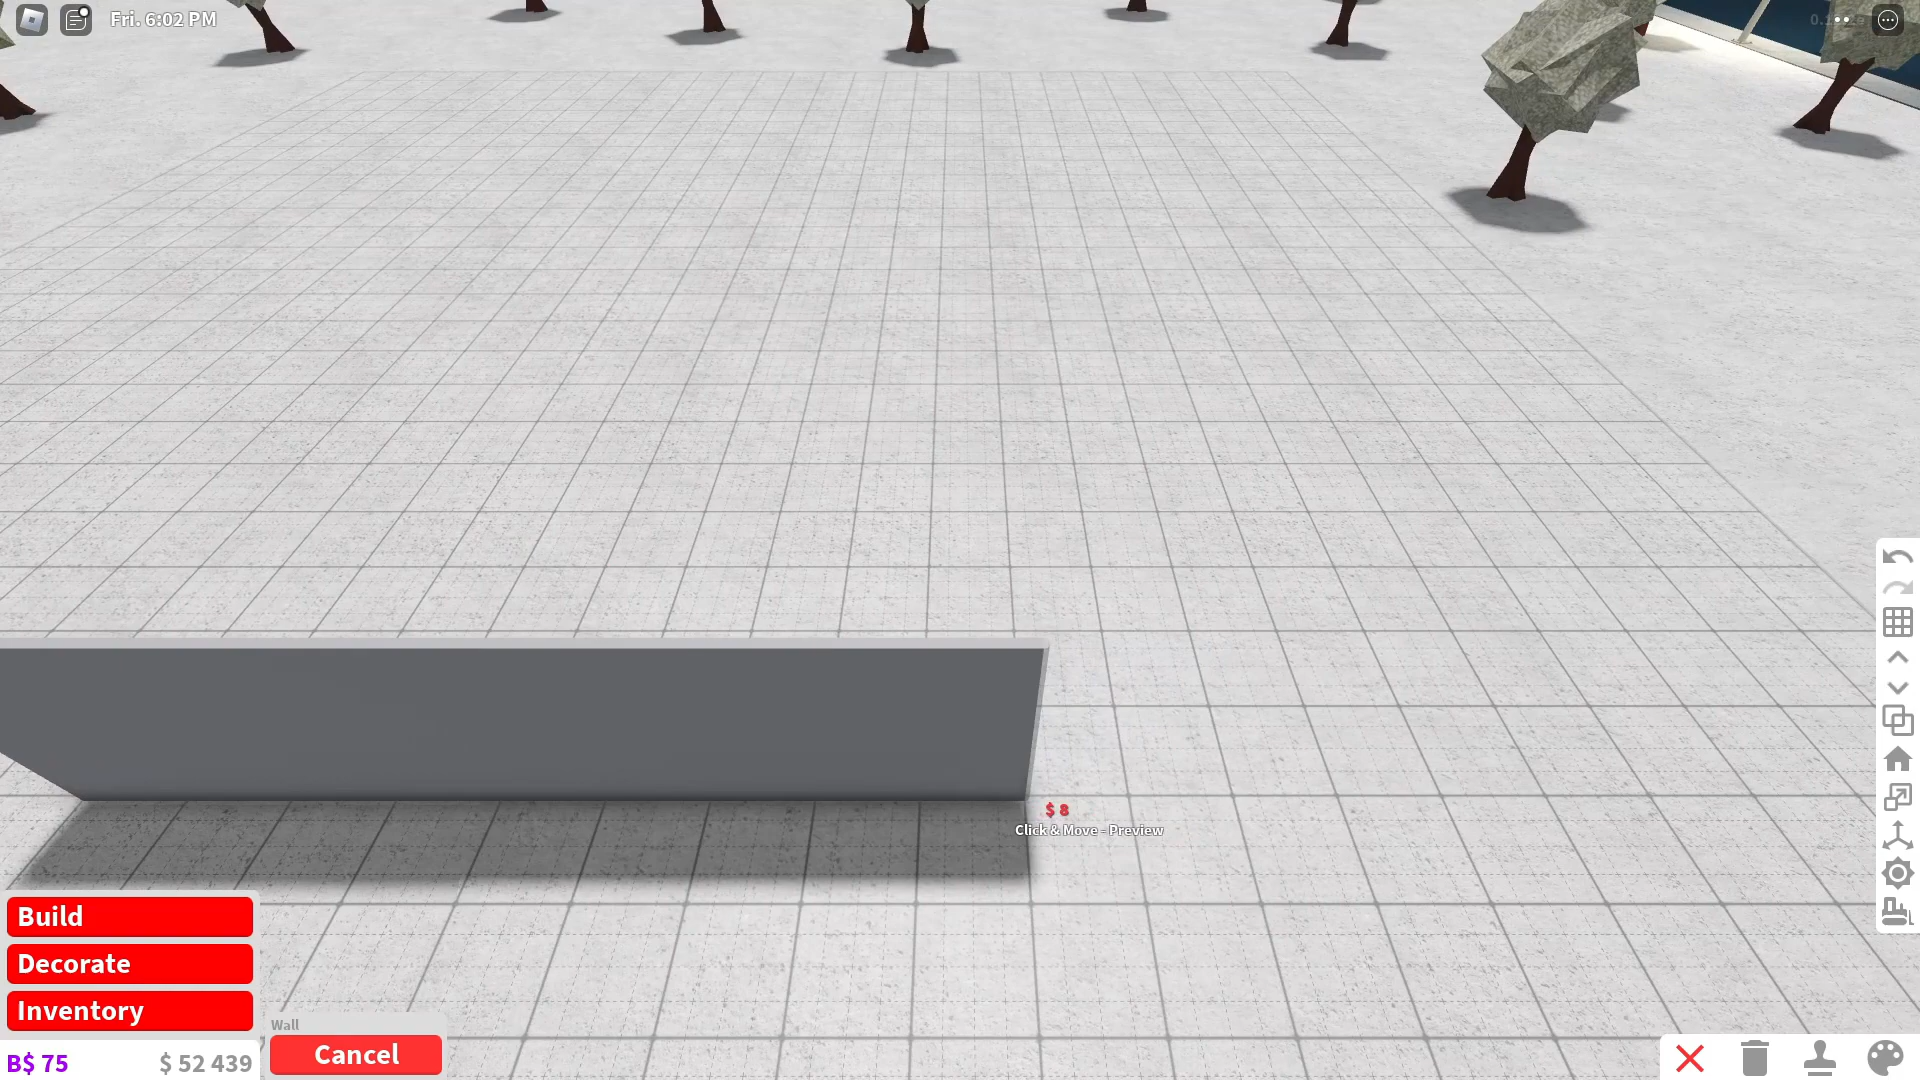 Fri. 6:02 PM
$ 8
Click & Move - Preview
Build
Decorate
Inventory
Wall
Cancel
B$ 75
$ 52 439